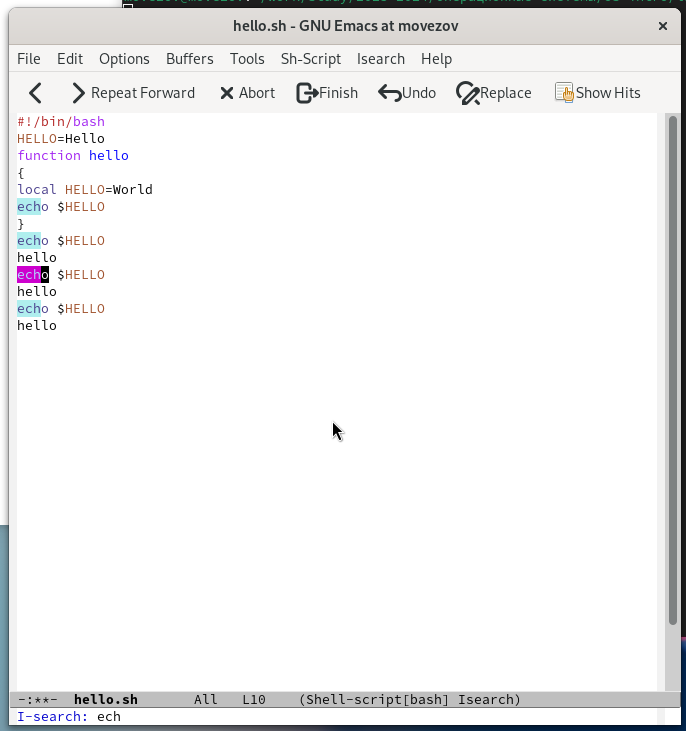 hello.sh - GNU Emacs at movezov
File Edit Options Buffers Tools Sh-Script Isearch Help
Repeat Forward Abort Finish Undo Replace Show Hits
#!/bin/bash
HELLO=Hello
function hello
{
local HELLO=World
echo $HELLO
}
echo $HELLO
hello
echo $HELLO
hello
echo $HELLO
hello
-:**- hello.sh All L10 (Shell-script[bash] Isearch)
I-search: ech